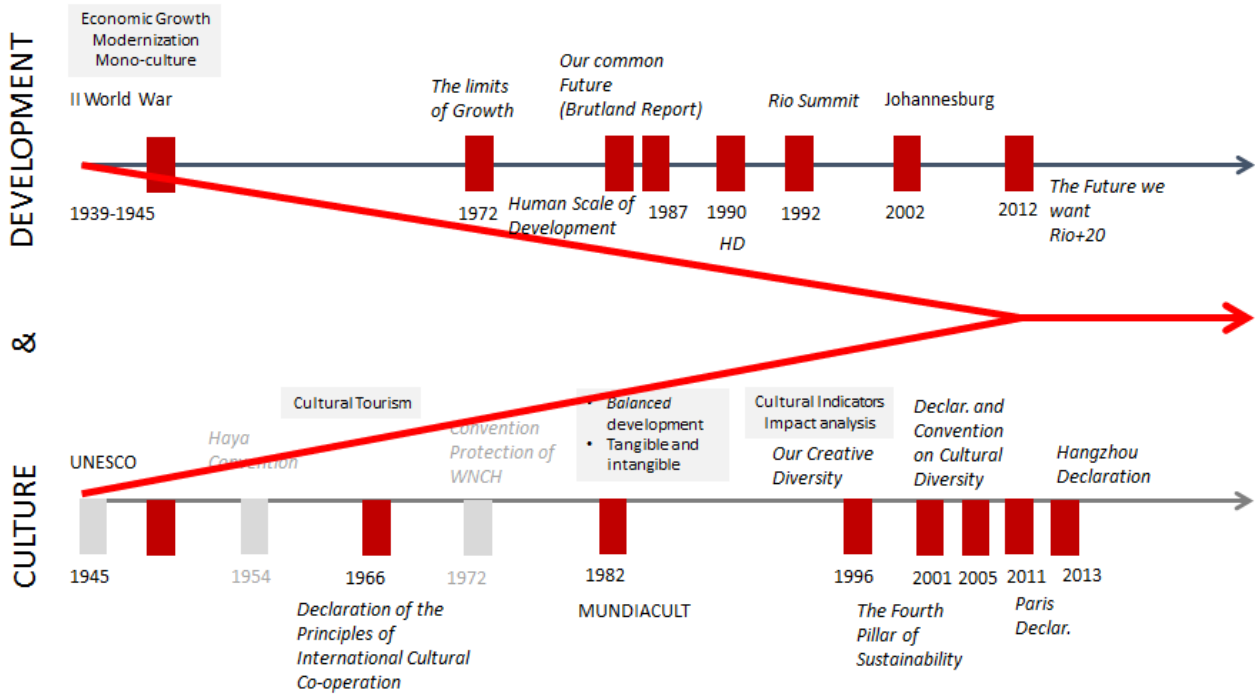 DEVELOPMENT
&
CULTURE
Economic Growth
Modernization
Mono-culture
II World War
The limits
of Growth
Our common
Future
(Brutland Report)
Rio Summit
Johannesburg
1939-1945
1972
Human Scale of
Development
1987
1990
HD
1992
2002
2012
The Future we
want
Rio+20
Cultural Tourism
• Balanced
development
• Tangible and
intangible
Cultural Indicators
Impact analysis
UNESCO
Haya
Convention
Convention
Protection of
WNCH
Our Creative
Diversity
Declar. and
Convention
on Cultural
Diversity
Hangzhou
Declaration
1945
1954
1966
1972
1982
1996
2001
2005
2011
2013
Declaration of the
Principles of
International Cultural
Co-operation
MUNDIACULT
The Fourth
Pillar of
Sustainability
Paris
Declar.